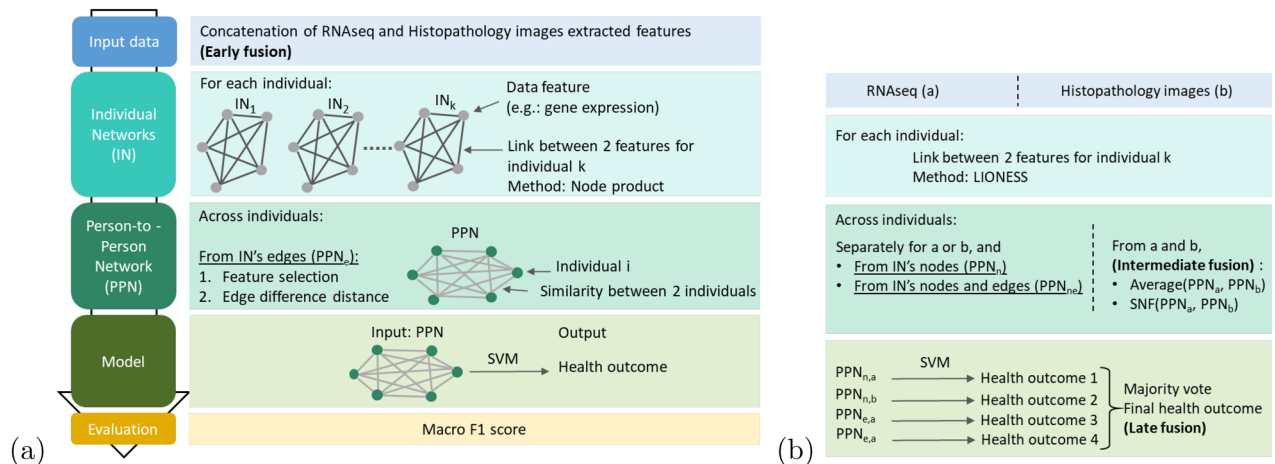 Input data
Concatenation of RNAseq and Histopathology images extracted features
(Early fusion)
Individual
Networks
(IN)
For each individual:
IN1
IN2
INk
Data feature
(e.g.: gene expression)
Link between 2 features for
individual k
Method: Node product
Person-to -
Person
Network
(PPN)
Across individuals:
From IN's edges (PPNe):
1. Feature selection
2. Edge difference distance
PPN
Individual i
Similarity between 2 individuals
Model
Input: PPN
SVM
Output
Health outcome
Evaluation
Macro F1 score
(a)
RNAseq (a)
Histopathology images (b)
For each individual:
Link between 2 features for individual k
Method: LIONESS
Across individuals:
Separately for a or b, and
• From IN's nodes (PPNn)
• From IN's nodes and edges (PPNne)
From a and b,
(Intermediate fusion) :
• Average(PPNa, PPNb)
• SNF(PPNa, PPNb)
PPNn,a
SVM
Health outcome 1
PPNn,b
Health outcome 2
PPNe,a
Health outcome 3
PPNe,a
Health outcome 4
Majority vote
Final health outcome
(Late fusion)
(b)